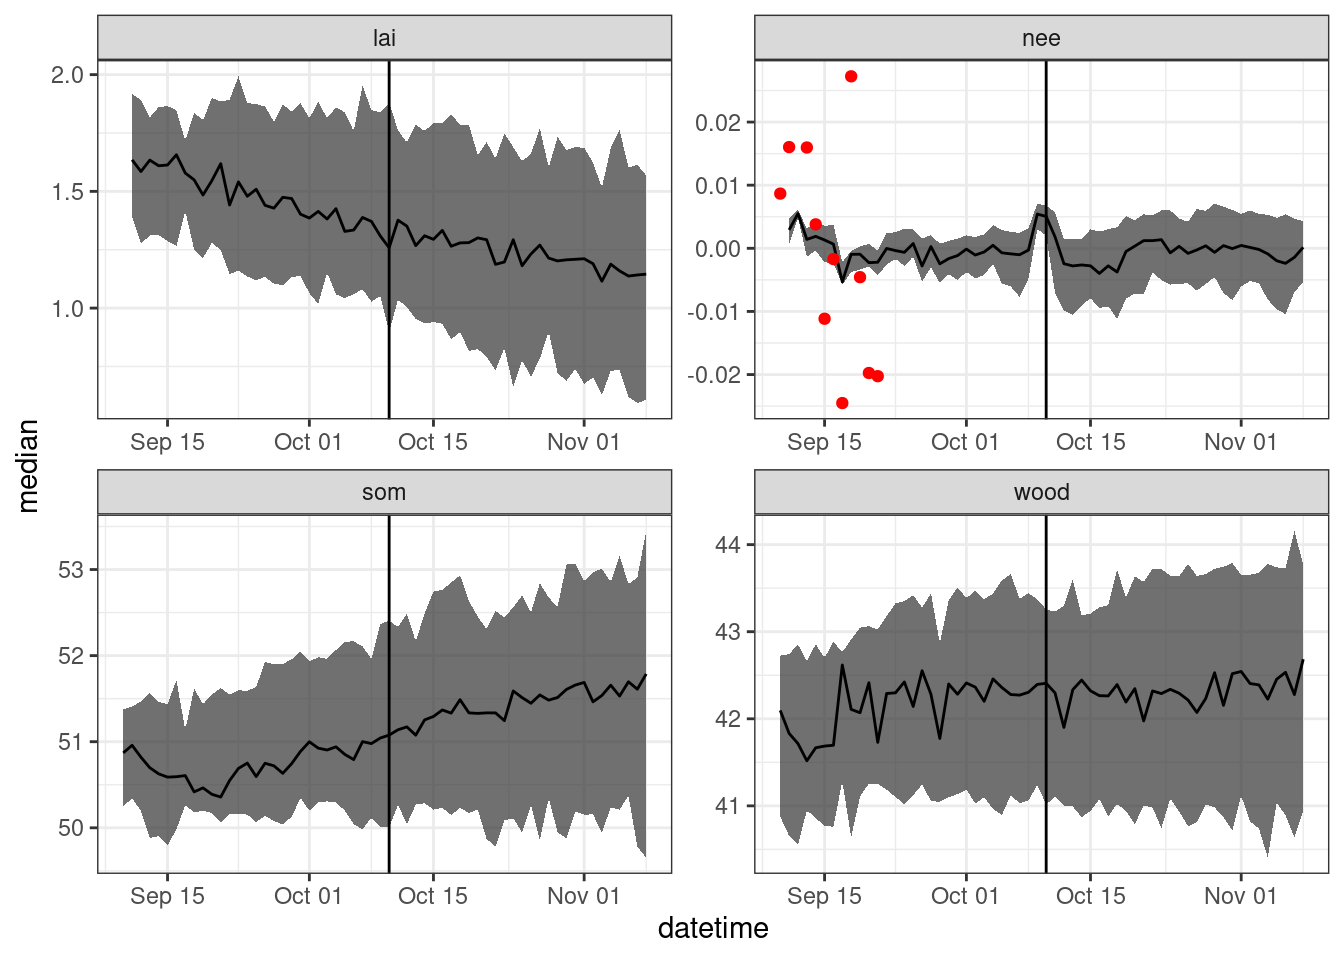 lai
nee
2.0
1.5
1.0
0.02
0.01
0.00
-0.01
-0.02
Sep 15 Oct 01 Oct 15 Nov 01
Sep 15 Oct 01 Oct 15 Nov 01
median
som
wood
53
52
51
50
44
43
42
41
Sep 15 Oct 01 Oct 15 Nov 01
Sep 15 Oct 01 Oct 15 Nov 01
datetime